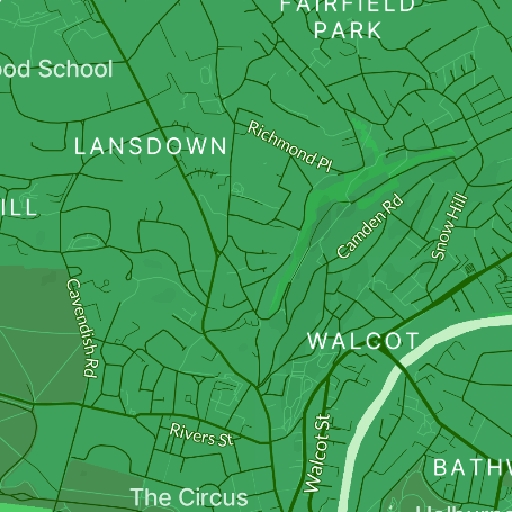 FAIRFIELD
PARK
ood School
Richmond Pl
LANSDOWN
ILL
Camden Rd
Snow Hill
Cavendish Rd
WALCOT
Rivers St
Walcot St
BATHW
The Circus